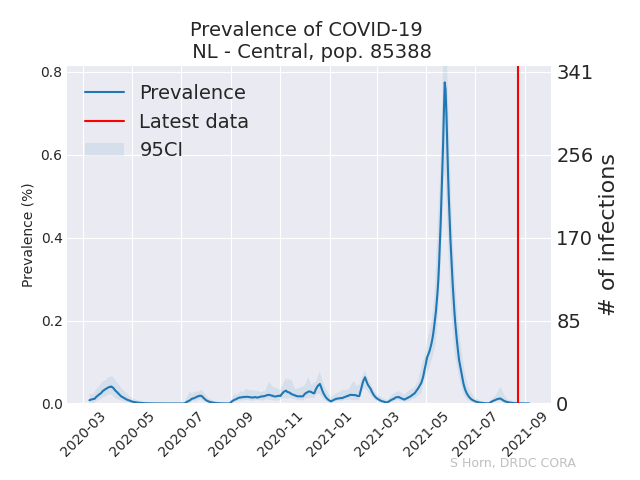 Prevalence of COVID-19
NL - Central, pop. 85388
Prevalence
Latest data
95CI
Prevalence (%)
0.8
0.6
0.4
0.2
0.0
341
256
170
85
0
# of infections
2020-03
2020-05
2020-07
2020-09
2020-11
2021-01
2021-03
2021-05
2021-07
2021-09
S Horn, DRDC CORA